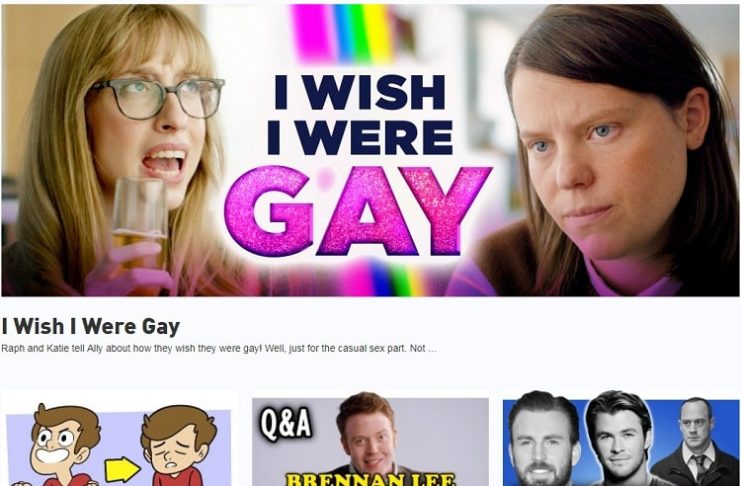 I WISH
I WERE
GAY
I Wish I Were Gay
Raph and Katie tell Ally about how they wish they were gay! Well, just for the casual sex part. Not …
Q&A
BRENNAN LEE